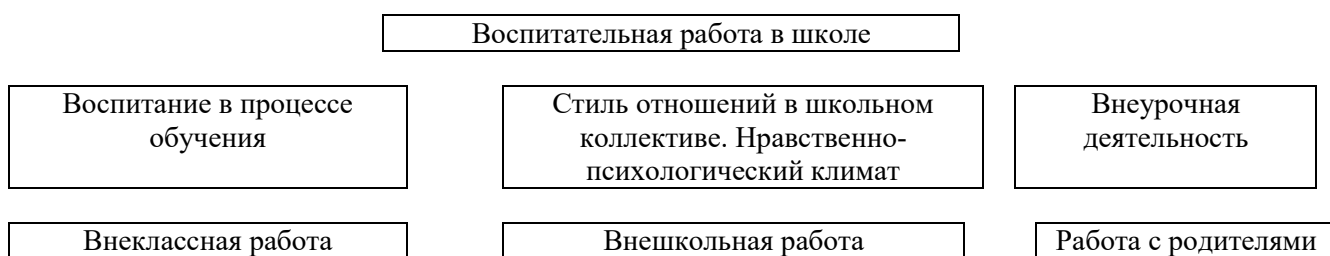 Воспитательная работа в школе
Воспитание в процессе
обучения
Стиль отношений в школьном
коллективе. Нравственно-
психологический климат
Внеурочная
деятельность
Внеклассная работа
Внешкольная работа
Работа с родителями